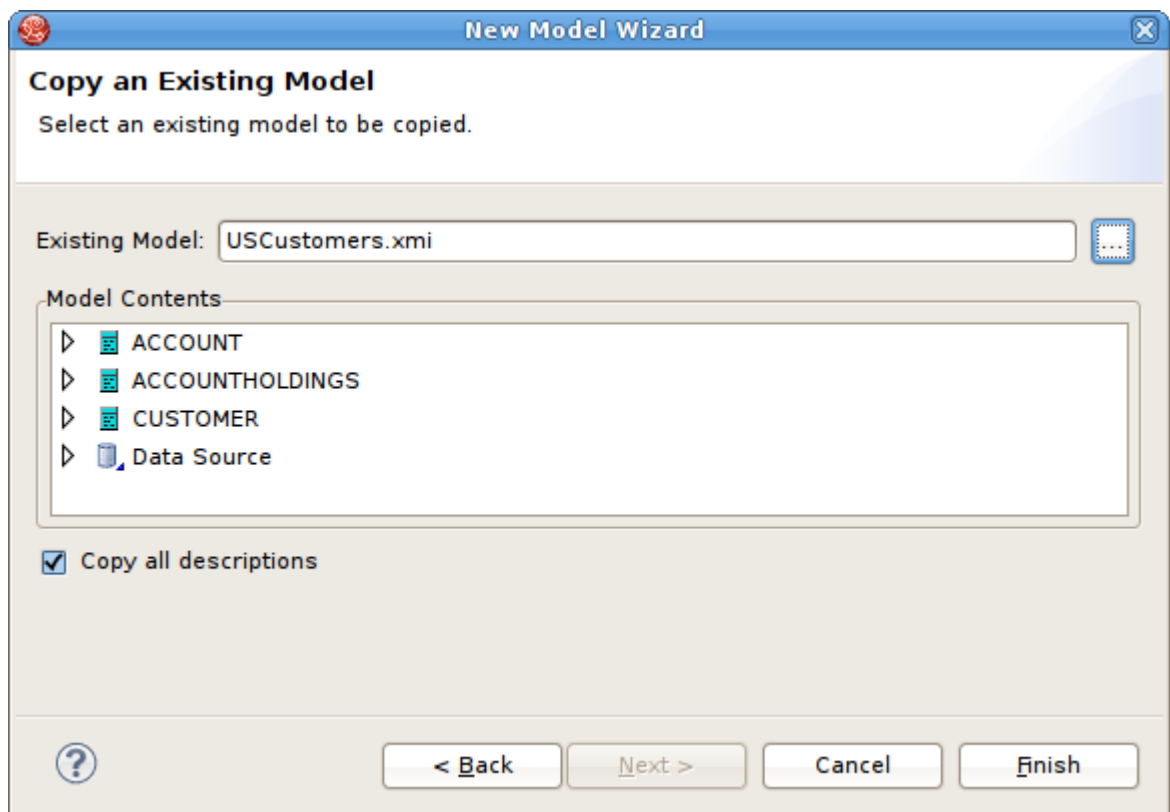 New Model Wizard
Copy an Existing Model
Select an existing model to be copied.
Existing Model: USCustomers.xmi ...
Model Contents
ACCOUNT
ACCOUNTHOLDINGS
CUSTOMER
Data Source
Copy all descriptions
? < Back Next > Cancel Finish